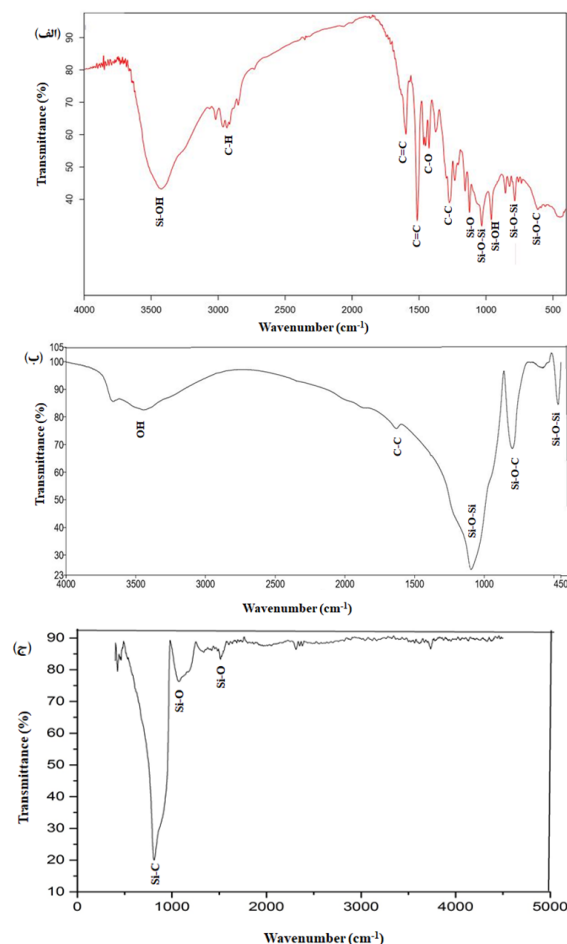 (الف)
Transmittance (%)
90
80
70
60
50
40
Si-OH
C-H
C=C
C=C
C-O
C-C
Si-O
Si-O-Si
Si-OH
Si-O-Si
Si-O-C
4000 3500 3000 2500 2000 1500 1000 500
Wavenumber (cm⁻¹)
(ب)
Transmittance (%)
105
100
90
80
70
60
50
40
30
23
OH
C-C
Si-O-Si
Si-O-C
Si-O-Si
4000 3500 3000 2500 2000 1500 1000 450
Wavenumber (cm⁻¹)
(ج)
Transmittance (%)
90
80
70
60
50
40
30
20
10
Si-C
Si-O
Si-O
0 1000 2000 3000 4000 5000
Wavenumber (cm⁻¹)